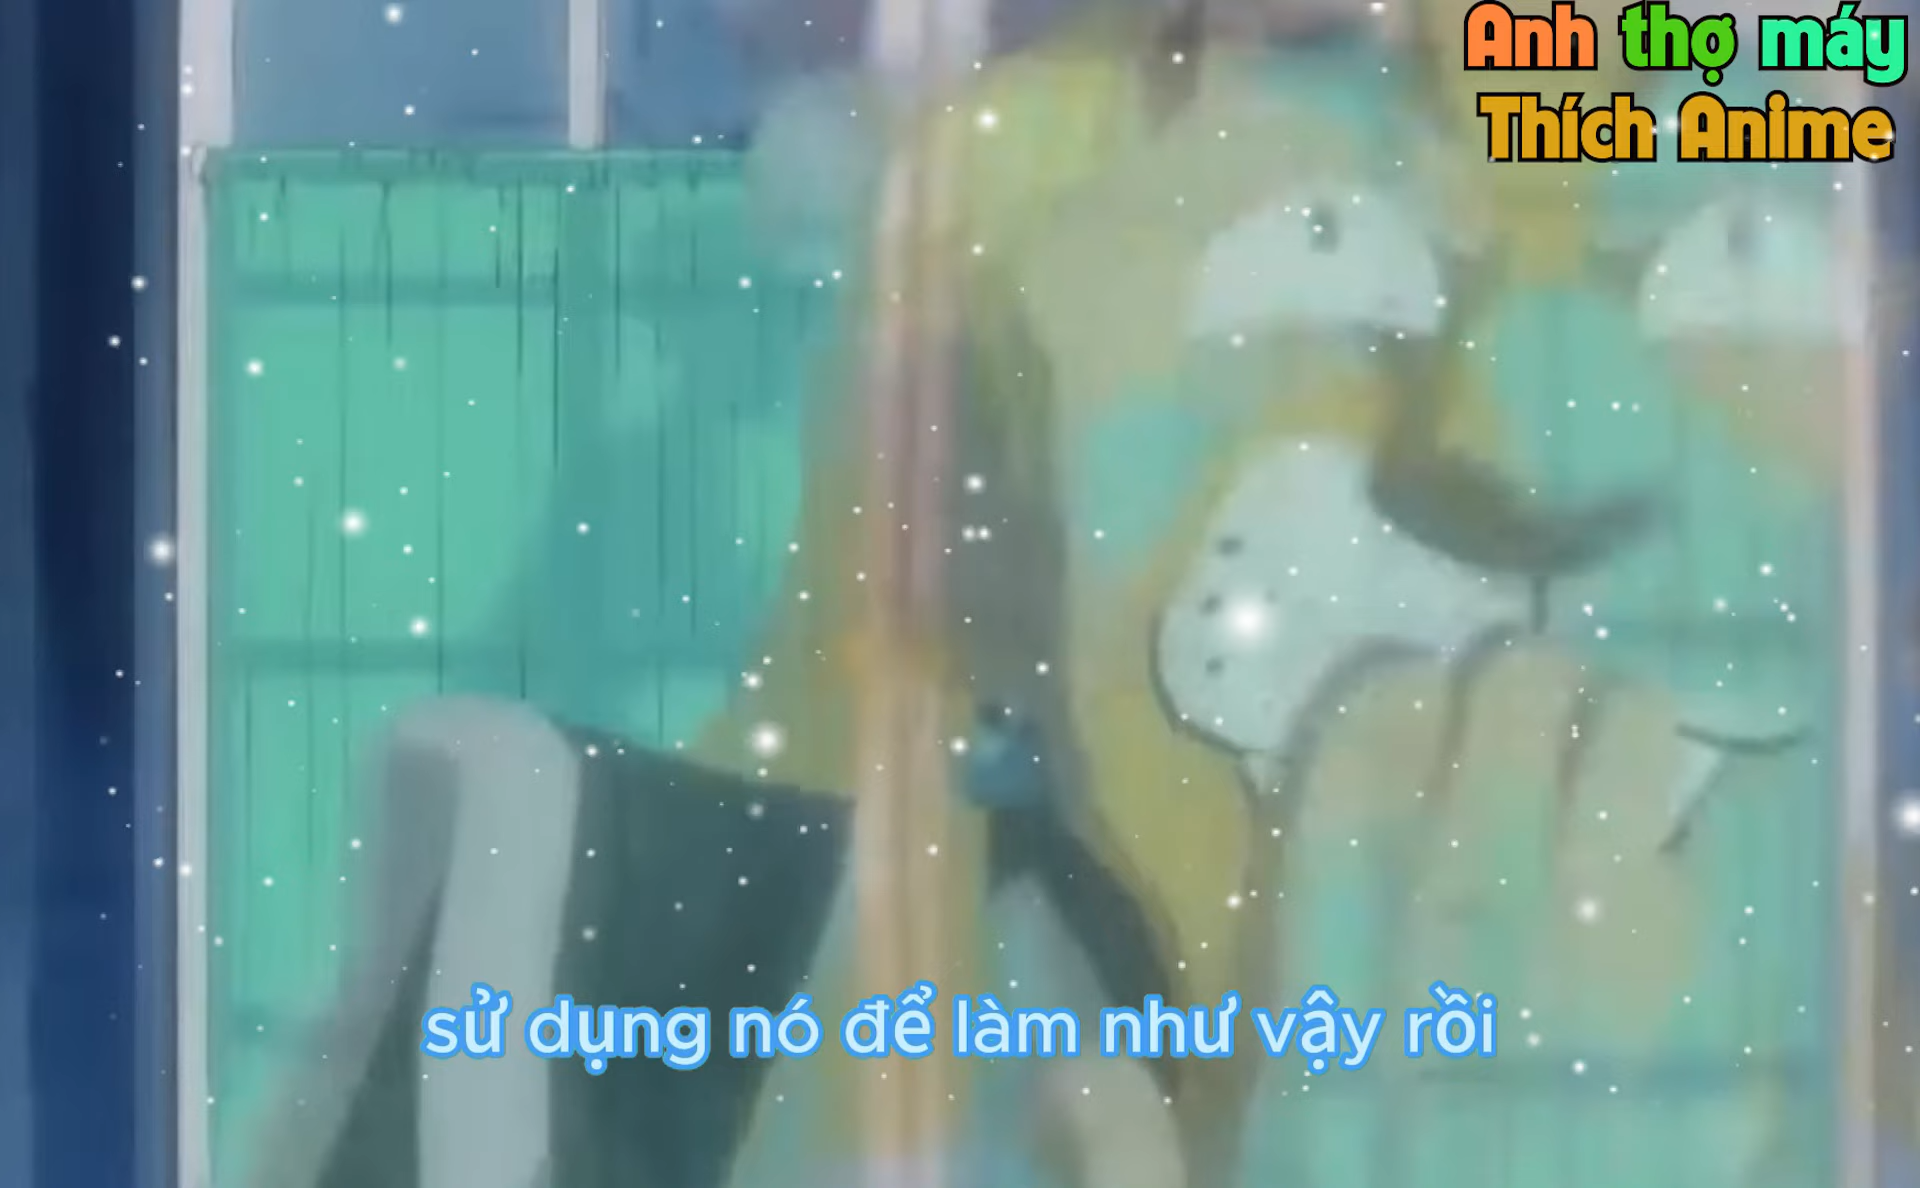 Anh thợ máy
Thích Anime
sử dụng nó để làm như vậy rồi